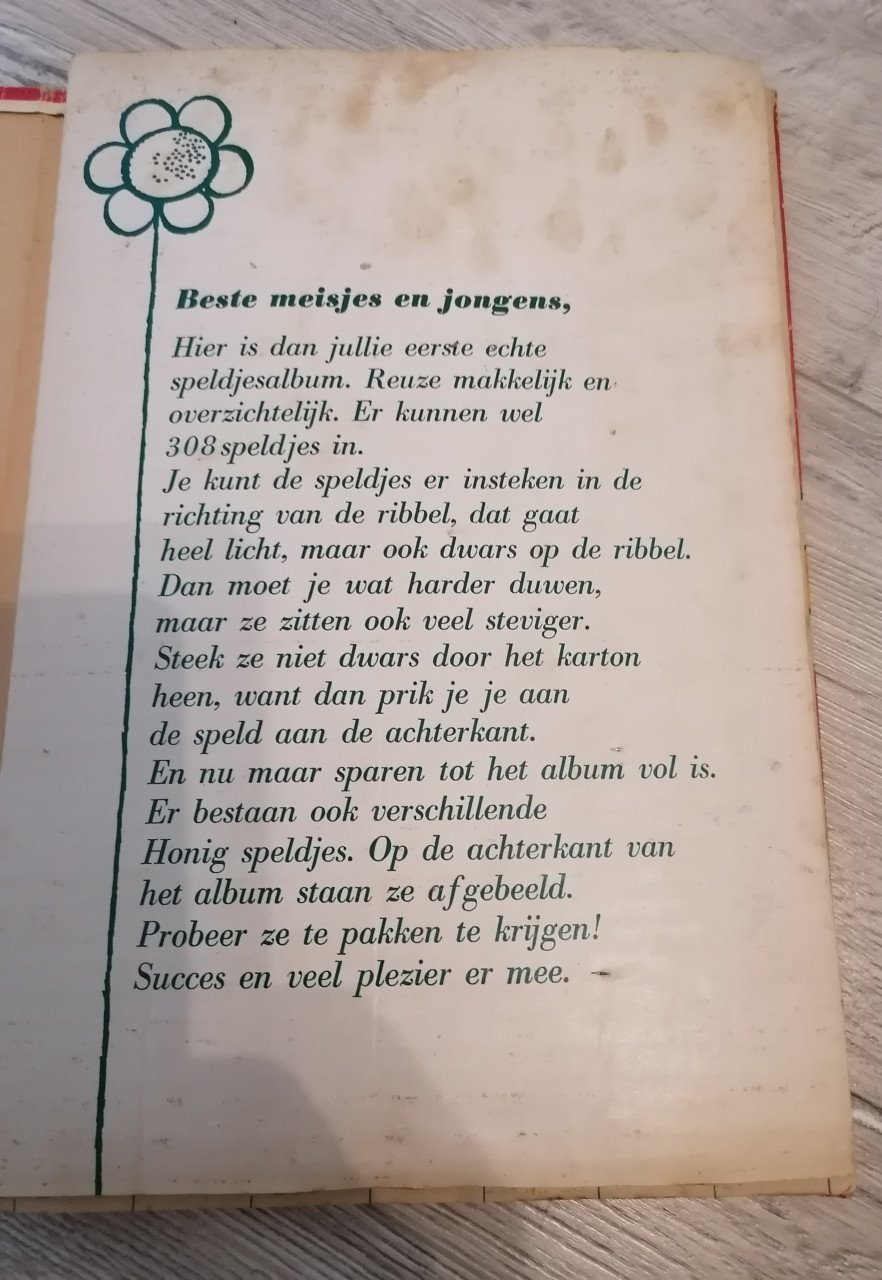 Beste meisjes en jongens,
Hier is dan jullie eerste echte
speldjesalbum. Reuze makkelijk en
overzichtelijk. Er kunnen wel
308 speldjes in.
Je kunt de speldjes er insteken in de
richting van de ribbel, dat gaat
heel licht, maar ook dwars op de ribbel.
Dan moet je wat harder duwen,
maar ze zitten ook veel steviger.
Steek ze niet dwars door het karton
heen, want dan prik je je aan
de speld aan de achterkant.
En nu maar sparen tot het album vol is.
Er bestaan ook verschillende
Honig speldjes. Op de achterkant van
het album staan ze afgebeeld.
Probeer ze te pakken te krijgen!
Succes en veel plezier er mee.